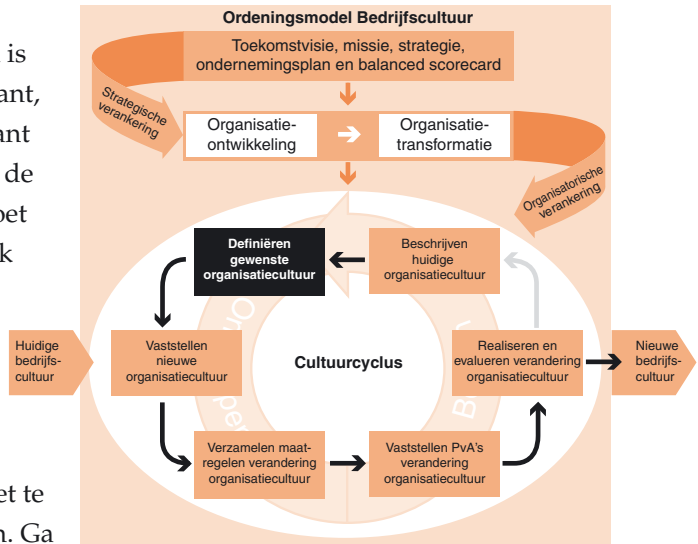 Ordeningsmodel Bedrijfscultuur
Toekomstvisie, missie, strategie,
ondernemingsplan en balanced scorecard
is
ant,
ant
de
oet
k
Strategische
verankering
Organisatie-
ontwikkeling
Organisatie-
transformatie
Organisatorische
verankering
Definiëren
gewenste
organisatiecultuur
Beschrijven
huidige
organisatiecultuur
Huidige
bedrijfs-
cultuur
Vaststellen
nieuwe
organisatiecultuur
Cultuurcyclus
Realiseren en
evalueren verandering
organisatiecultuur
Nieuwe
bedrijfs-
cultuur
Verzamelen maat-
regelen verandering
organisatiecultuur
Vaststellen PvA's
verandering
organisatiecultuur
et te
n. Ga